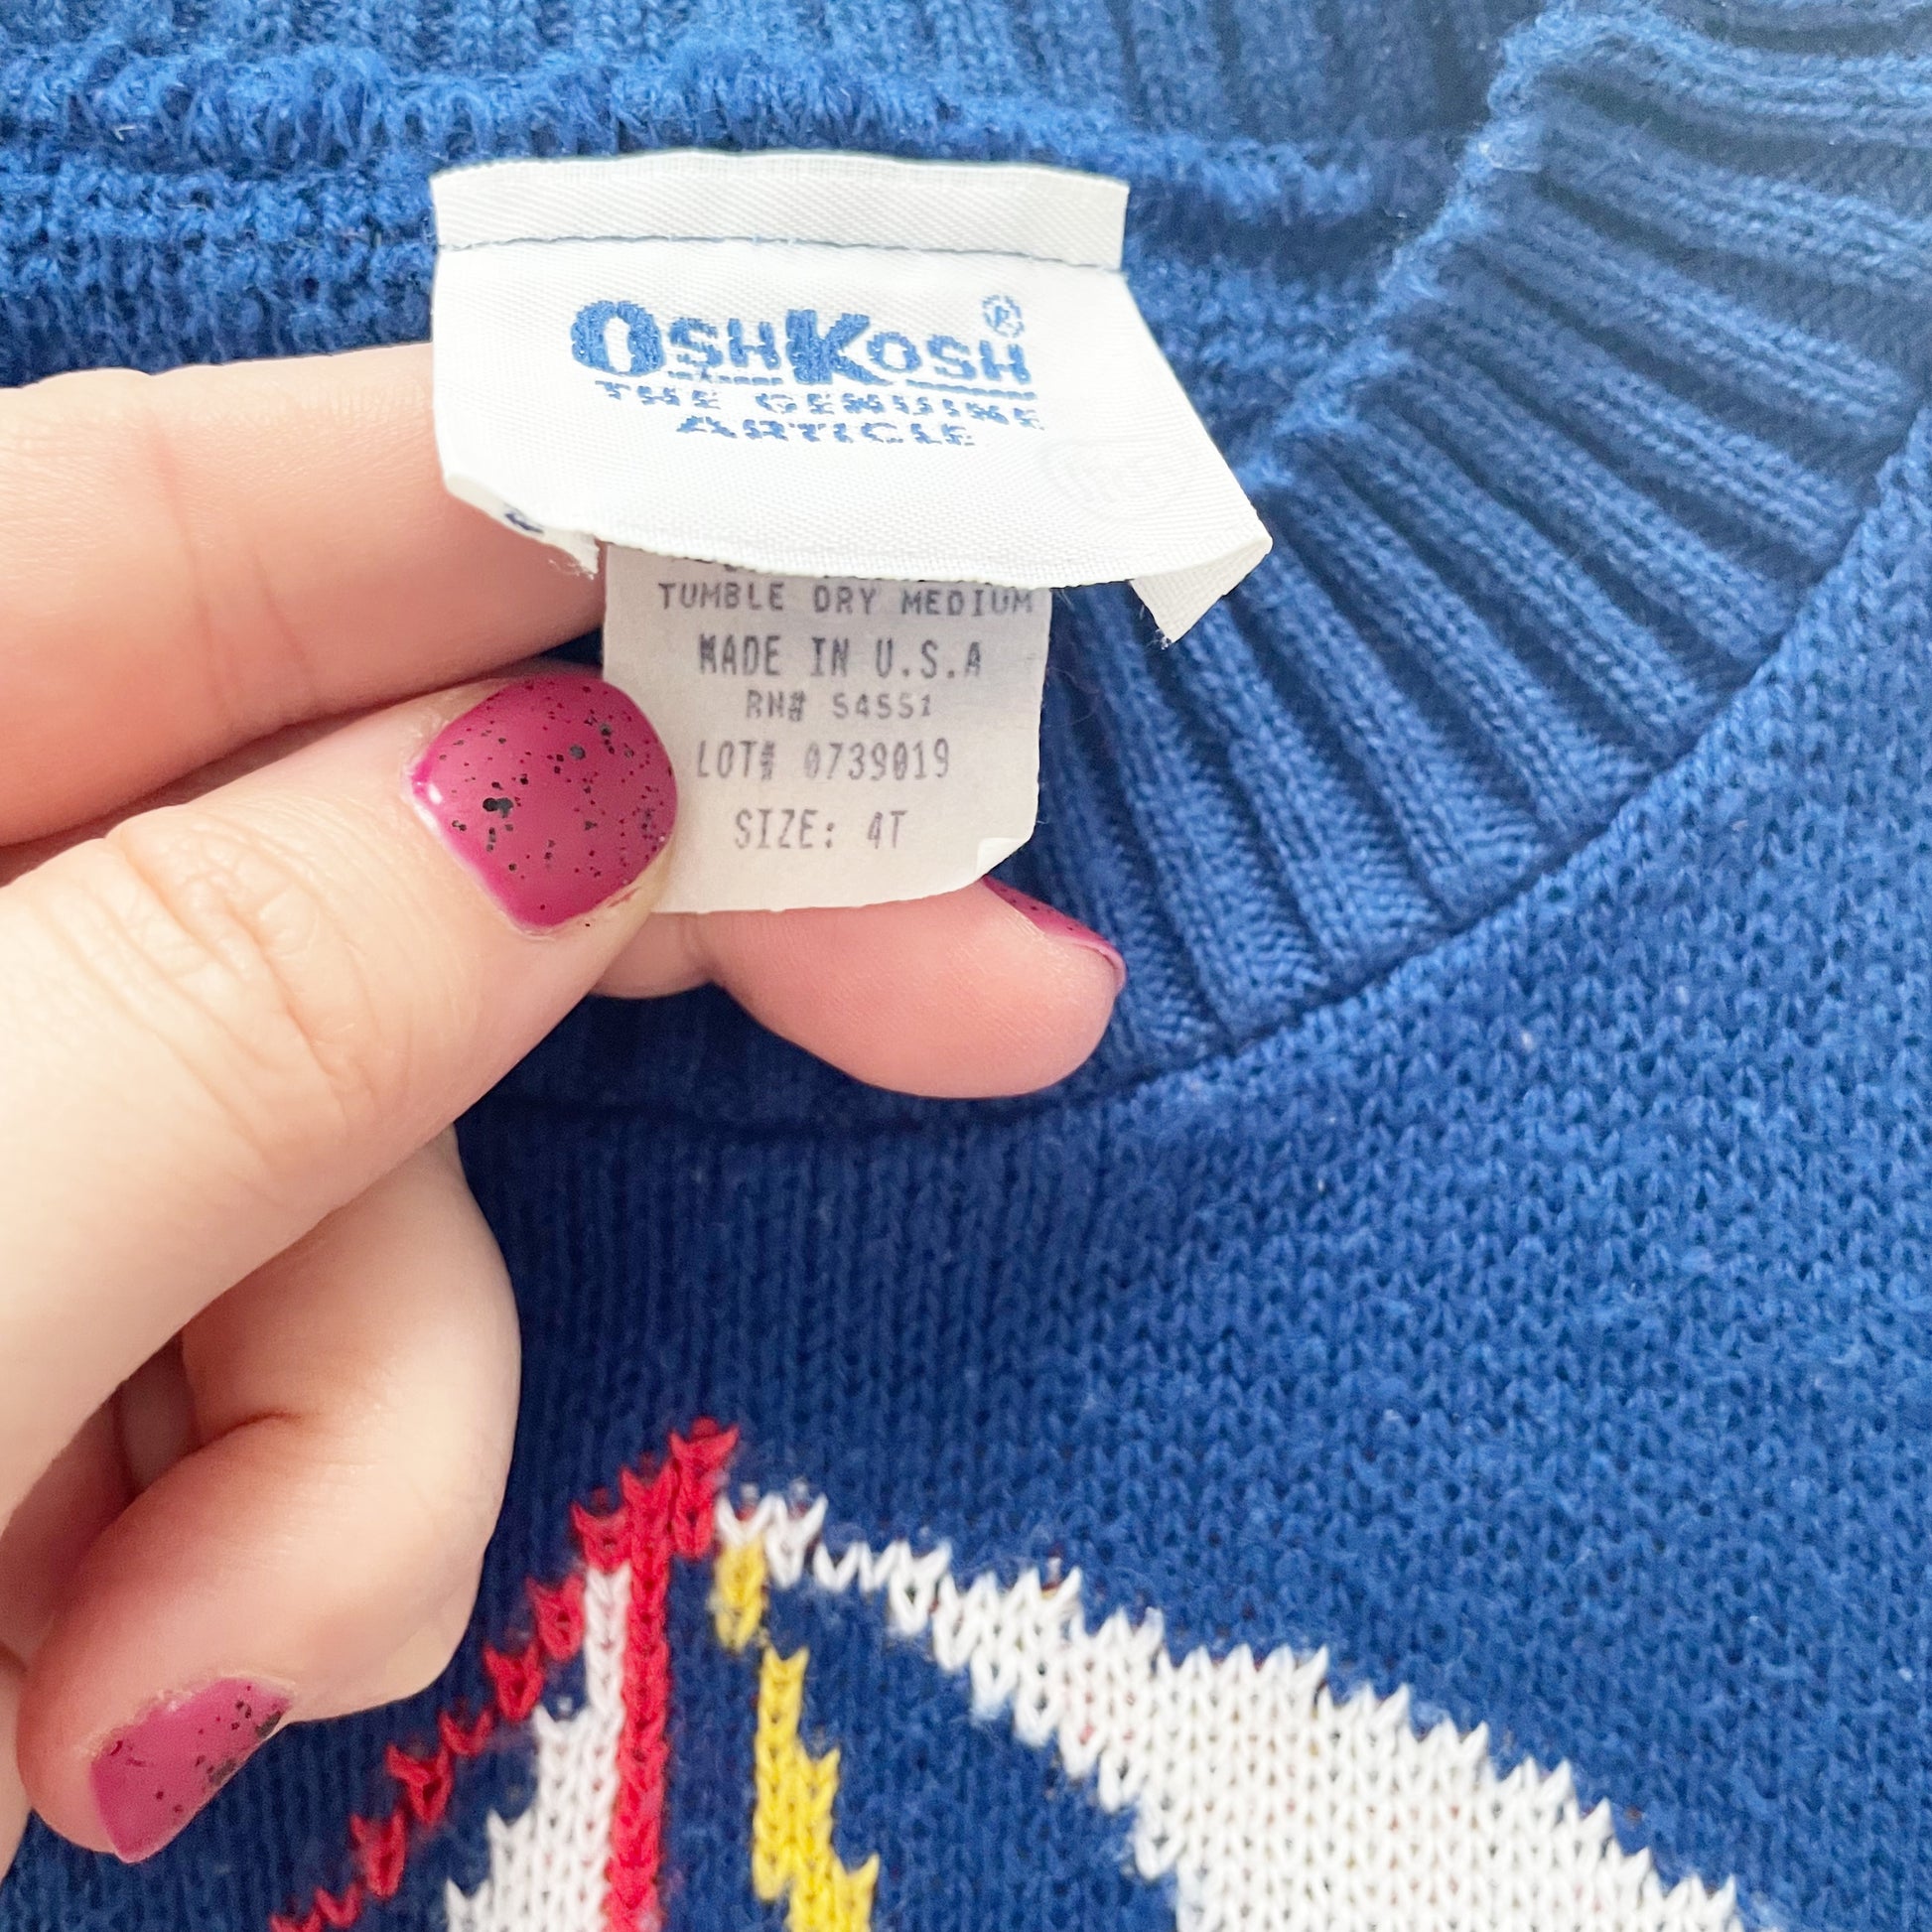 OSHKOSH®
THE GENUINE
ARTICLE
TUMBLE DRY MEDIUM
MADE IN U.S.A
RN# 54551
LOT# 0739019
SIZE: 4T